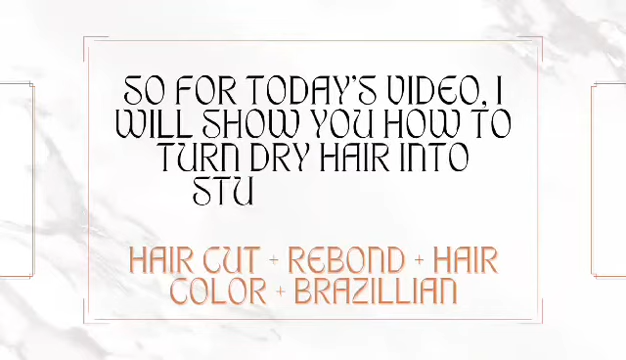 SO FOR TODAY'S VIDEO, I
WILL SHOW YOU HOW TO
TURN DRY HAIR INTO
STU
HAIR CUT + REBOND + HAIR
COLOR + BRAZILLIAN